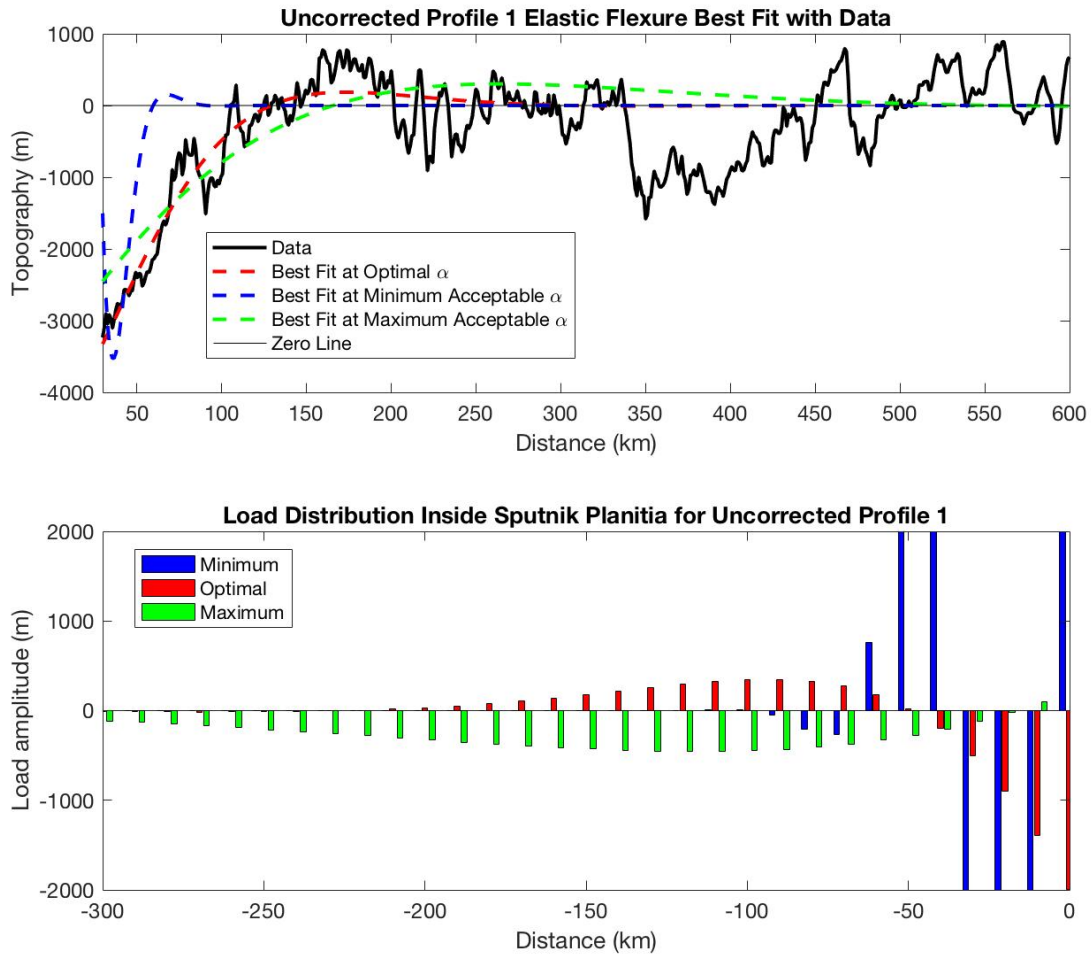 Uncorrected Profile 1 Elastic Flexure Best Fit with Data
1000
0
-1000
-2000
-3000
-4000
Topography (m)
Data
Best Fit at Optimal α
Best Fit at Minimum Acceptable α
Best Fit at Maximum Acceptable α
Zero Line
50 100 150 200 250 300 350 400 450 500 550 600
Distance (km)
Load Distribution Inside Sputnik Planitia for Uncorrected Profile 1
2000
1000
0
-1000
-2000
Load amplitude (m)
Minimum
Optimal
Maximum
-300 -250 -200 -150 -100 -50 0
Distance (km)